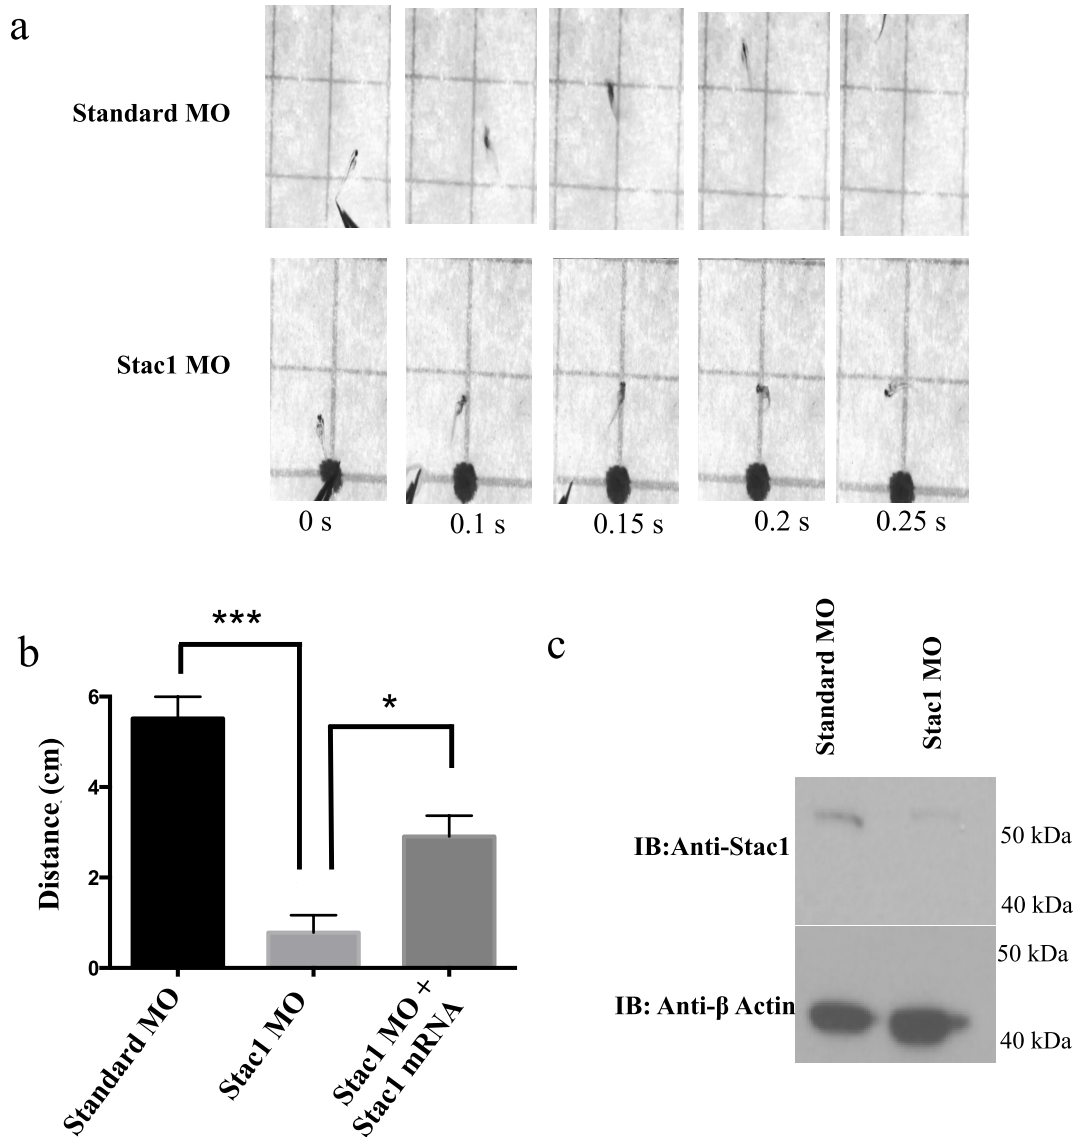 a
Standard MO
Stac1 MO
0 s
0.1 s
0.15 s
0.2 s
0.25 s
b
***
*
6
4
2
0
Distance (cm)
Standard MO
Stac1 MO
Stac1 MO +
Stac1 mRNA
c
Standard MO
Stac1 MO
IB:Anti-Stac1
50 kDa
40 kDa
50 kDa
IB: Anti-β Actin
40 kDa